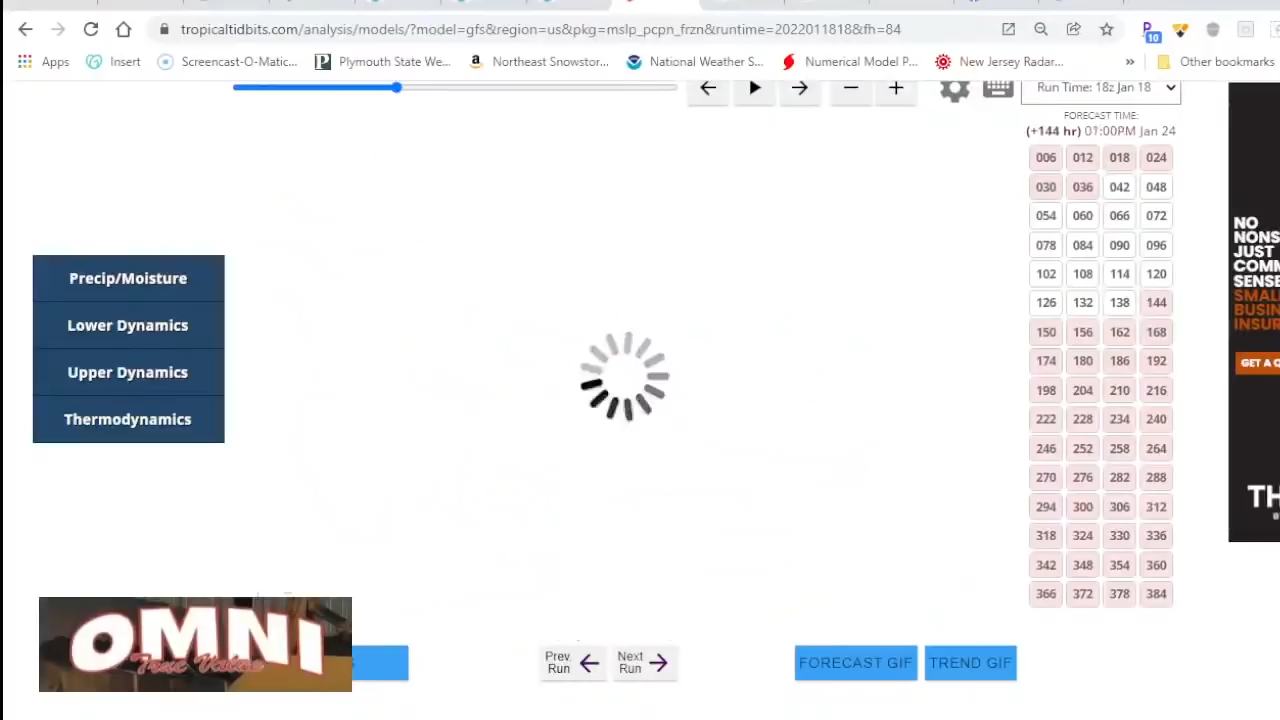 tropicaltidbits.com/analysis/models/?model=gfs&region=us&pkg=mslp_pcpn_frzn&runtime=2022011818&fh=84
10
Apps Insert Screencast-O-Matic... Plymouth State We... Northeast Snowstor... National Weather S... Numerical Model P... New Jersey Radar... » Other bookmarks
Run Time: 18z Jan 18
FORECAST TIME:
(+144 hr) 01:00PM Jan 24
006 012 018 024
030 036 042 048
054 060 066 072
078 084 090 096
102 108 114 120
126 132 138 144
150 156 162 168
174 180 186 192
198 204 210 216
222 228 234 240
246 252 258 264
270 276 282 288
294 300 306 312
318 324 330 336
342 348 354 360
366 372 378 384
Precip/Moisture
Lower Dynamics
Upper Dynamics
Thermodynamics
NO
NONS
JUST
COMM
SENSE
SMAL
BUSIN
INSUR
GET A Q
TH
OMNI
True Value
S
Prev. Run
Next Run
FORECAST GIF
TREND GIF